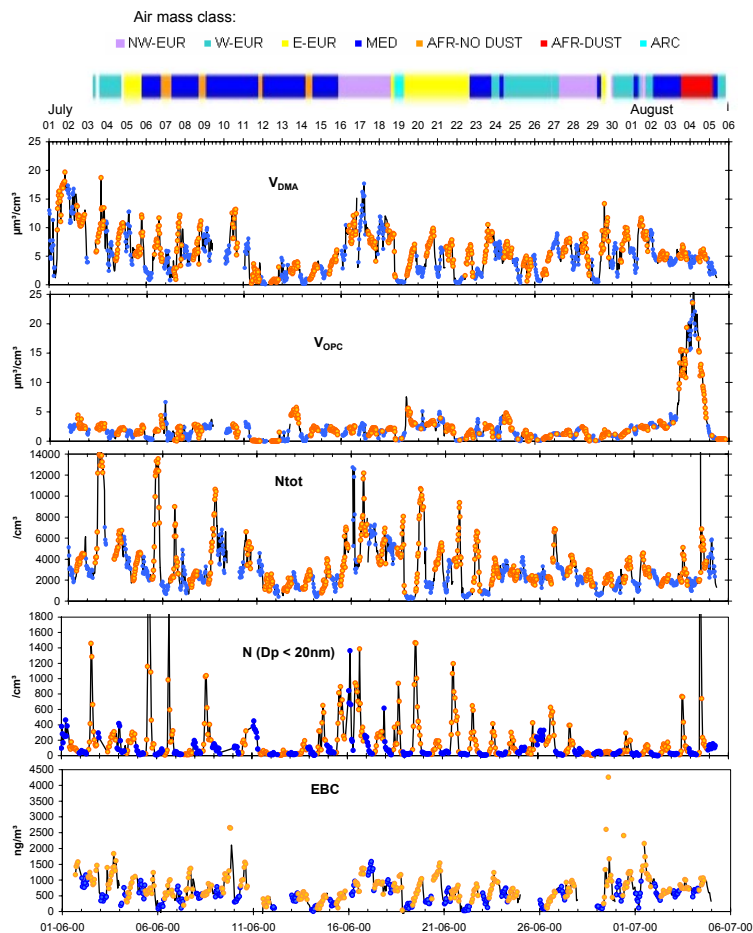 Air mass class:
NW-EUR W-EUR E-EUR MED AFR-NO DUST AFR-DUST ARC
July August
01 02 03 04 05 06 07 08 09 10 11 12 13 14 15 16 17 18 19 20 21 22 23 24 25 26 27 28 29 30 01 02 03 04 05 06
25
20
15
10
5
0
µm³/cm³
V_DMA
25
20
15
10
5
0
µm³/cm³
V_OPC
14000
12000
10000
8000
6000
4000
2000
0
/cm³
Ntot
1800
1600
1400
1200
1000
800
600
400
200
0
/cm³
N (Dp < 20nm)
4500
4000
3500
3000
2500
2000
1500
1000
500
0
ng/m³
EBC
01-06-00 06-06-00 11-06-00 16-06-00 21-06-00 26-06-00 01-07-00 06-07-00